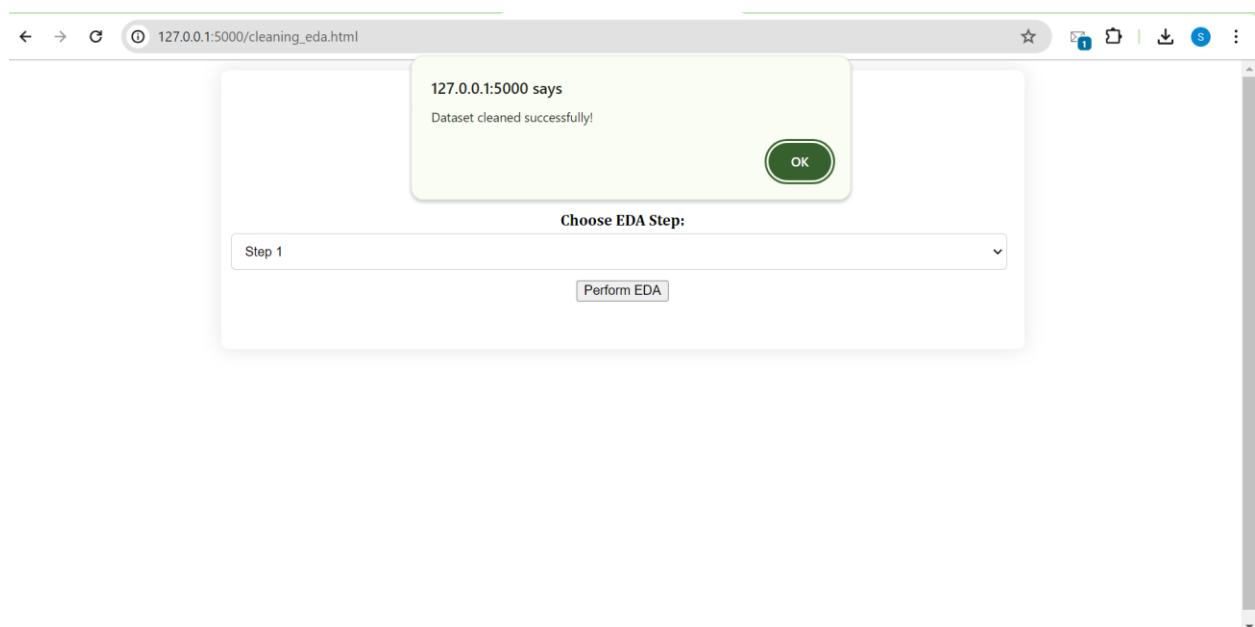 127.0.0.1:5000/cleaning_eda.html
1
S
127.0.0.1:5000 says
Dataset cleaned successfully!
OK
Choose EDA Step:
Step 1
Perform EDA